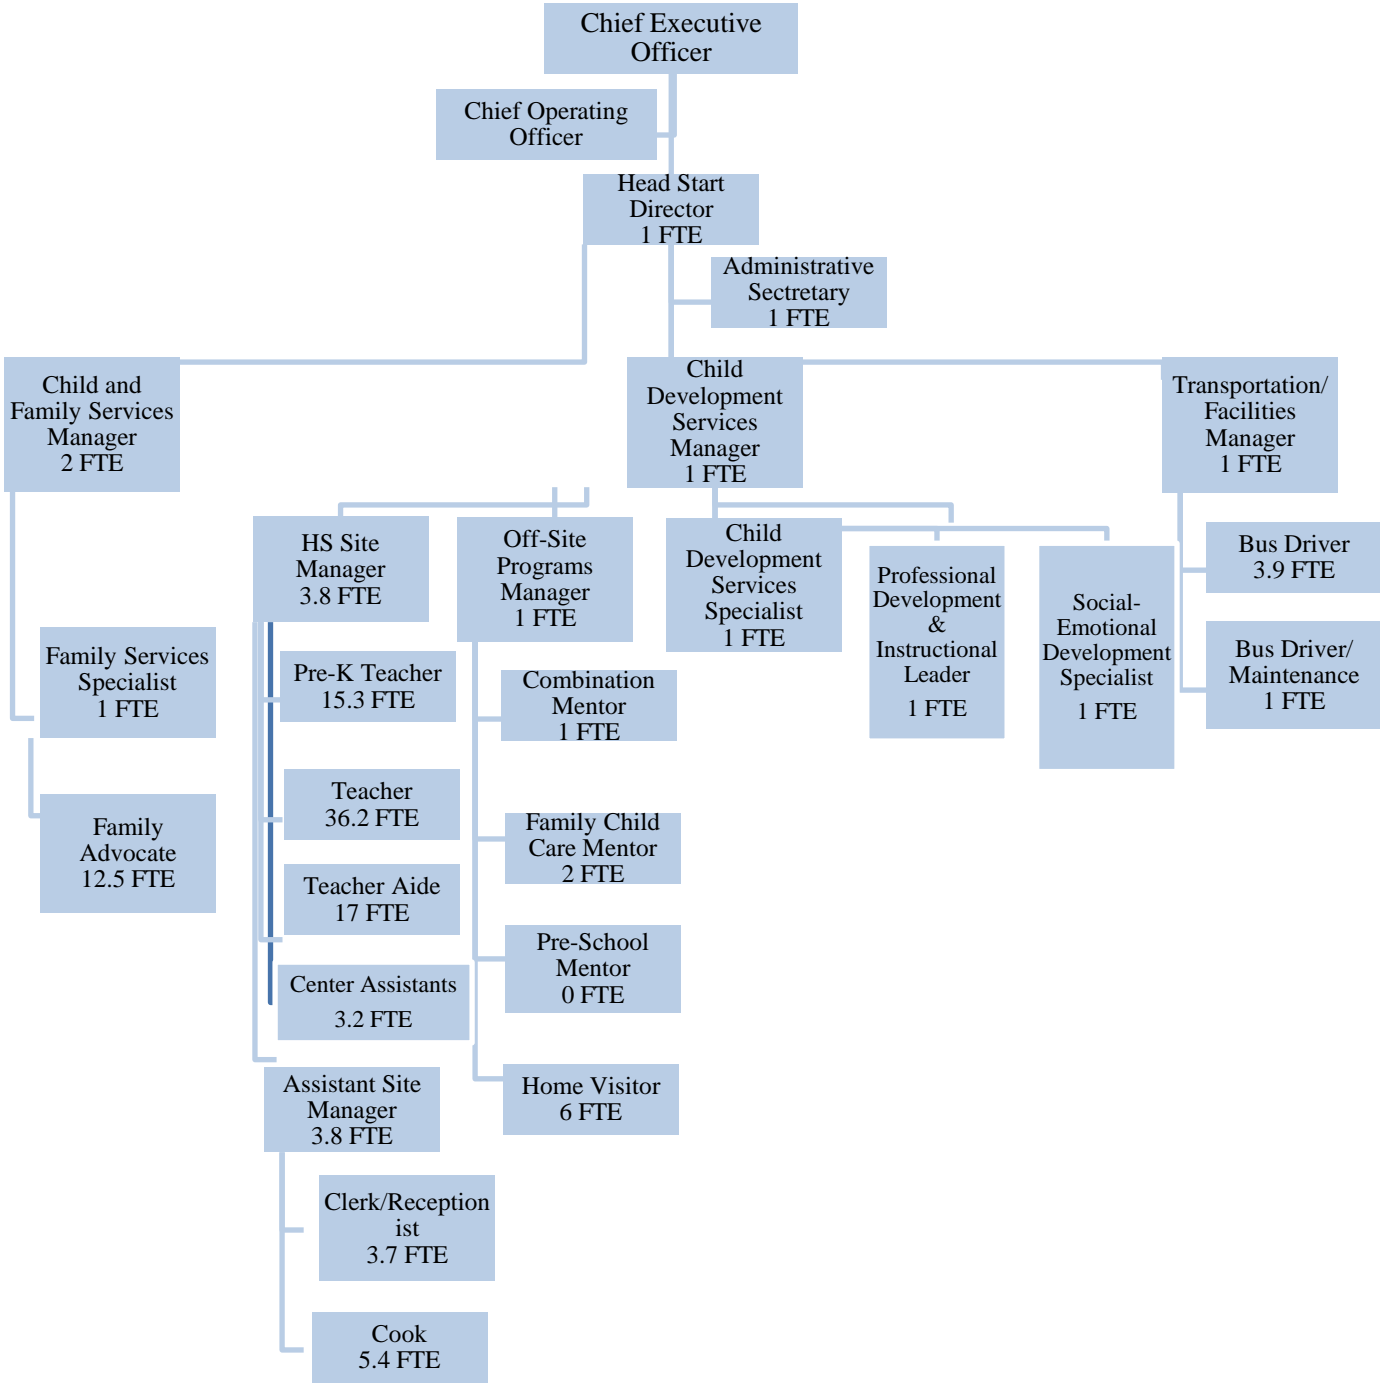 Chief Executive
Officer
Chief Operating
Officer
Head Start
Director
1 FTE
Administrative
Sectretary
1 FTE
Child and
Family Services
Manager
2 FTE
Child
Development
Services
Manager
1 FTE
Transportation/
Facilities
Manager
1 FTE
HS Site
Manager
3.8 FTE
Off-Site
Programs
Manager
1 FTE
Child
Development
Services
Specialist
1 FTE
Professional
Development
&
Instructional
Leader
1 FTE
Social-
Emotional
Development
Specialist
1 FTE
Bus Driver
3.9 FTE
Bus Driver/
Maintenance
1 FTE
Family Services
Specialist
1 FTE
Family
Advocate
12.5 FTE
Pre-K Teacher
15.3 FTE
Teacher
36.2 FTE
Teacher Aide
17 FTE
Center Assistants
3.2 FTE
Assistant Site
Manager
3.8 FTE
Clerk/Reception
ist
3.7 FTE
Cook
5.4 FTE
Combination
Mentor
1 FTE
Family Child
Care Mentor
2 FTE
Pre-School
Mentor
0 FTE
Home Visitor
6 FTE